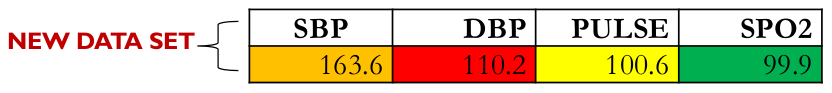 NEW DATA SET
SBP DBP PULSE SPO2
163.6 110.2 100.6 99.9